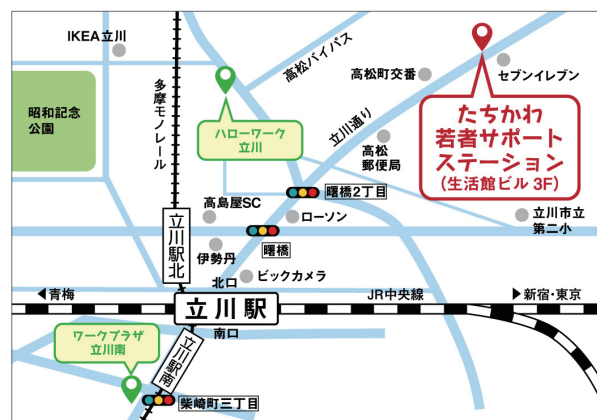 IKEA立川
昭和記念
公園
多摩モノレール
ハローワーク
立川
高松バイパス
高松町交番
セブンイレブン
たちかわ
若者サポート
ステーション
(生活館ビル 3F)
立川通り
高松
郵便局
曙橋2丁目
高島屋SC
ローソン
立川市立
第二小
立川駅北
伊勢丹
曙橋
北口
ビックカメラ
◀青梅
立川駅
JR中央線
▶新宿・東京
南口
ワークプラザ
立川南
立川駅南
柴崎町三丁目